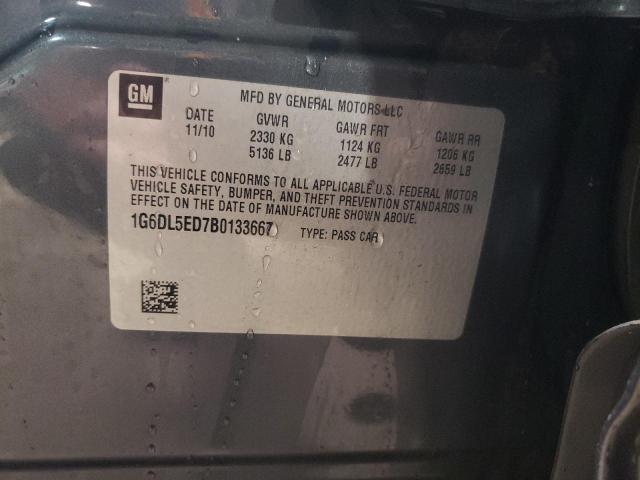 GM
MFD BY GENERAL MOTORS LLC
DATE GVWR GAWR FRT GAWR RR
11/10 2330 KG 1124 KG 1206 KG
5136 LB 2477 LB 2659 LB
THIS VEHICLE CONFORMS TO ALL APPLICABLE U.S. FEDERAL MOTOR
VEHICLE SAFETY, BUMPER, AND THEFT PREVENTION STANDARDS IN
EFFECT ON THE DATE OF MANUFACTURE SHOWN ABOVE.
1G6DL5ED7B0133667 TYPE: PASS CAR